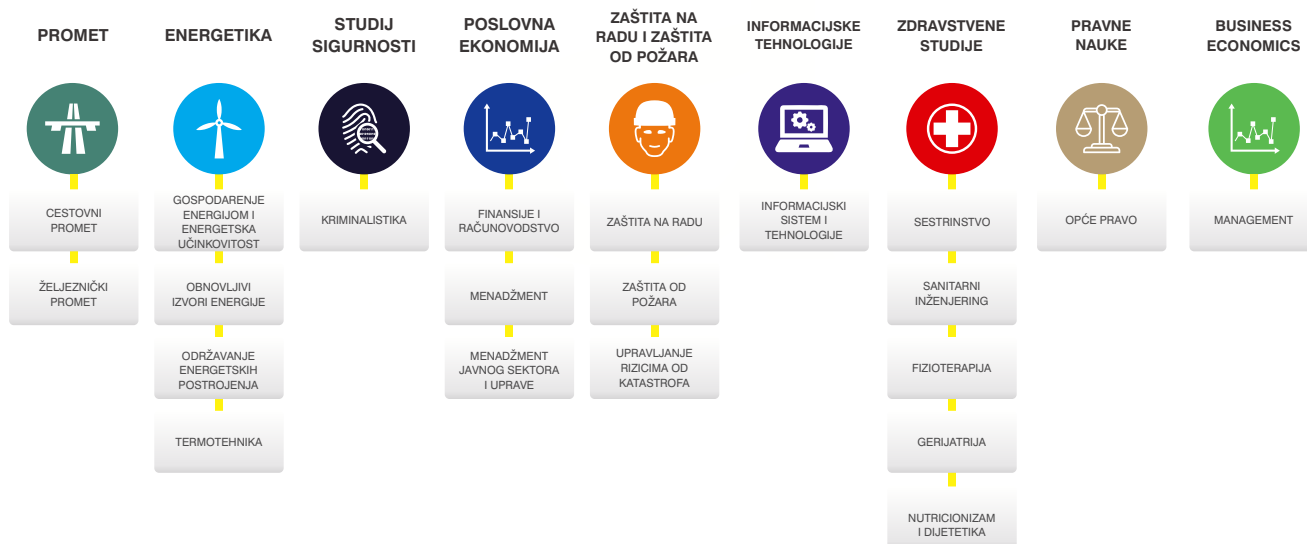 PROMET
ENERGETIKA
STUDIJ
SIGURNOSTI
POSLOVNA
EKONOMIJA
ZAŠTITA NA
RADU I ZAŠTITA
OD POŽARA
INFORMACIJSKE
TEHNOLOGIJE
ZDRAVSTVENE
STUDIJE
PRAVNE
NAUKE
BUSINESS
ECONOMICS
CESTOVNI
PROMET
ŽELJEZNIČKI
PROMET
GOSPODARENJE
ENERGIJOM I
ENERGETSKA
UČINKOVITOST
OBNOVLJIVI
IZVORI ENERGIJE
ODRŽAVANJE
ENERGETSKIH
POSTROJENJA
TERMOTEHNIKA
KRIMINALISTIKA
FINANSIJE I
RAČUNOVODSTVO
MENADŽMENT
MENADŽMENT
JAVNOG SEKTORA
I UPRAVE
ZAŠTITA NA RADU
ZAŠTITA OD
POŽARA
UPRAVLJANJE
RIZICIMA OD
KATASTROFA
INFORMACIJSKI
SISTEM I
TEHNOLOGIJE
SESTRINSTVO
SANITARNI
INŽENJERING
FIZIOTERAPIJA
GERIJATRIJA
NUTRICIONIZAM
I DIJETETIKA
OPĆE PRAVO
MANAGEMENT